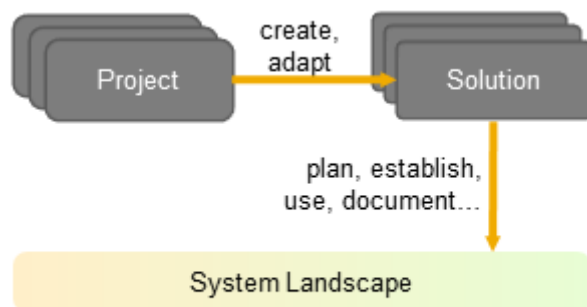 create,
adapt
Project
Solution
plan, establish,
use, document...
System Landscape